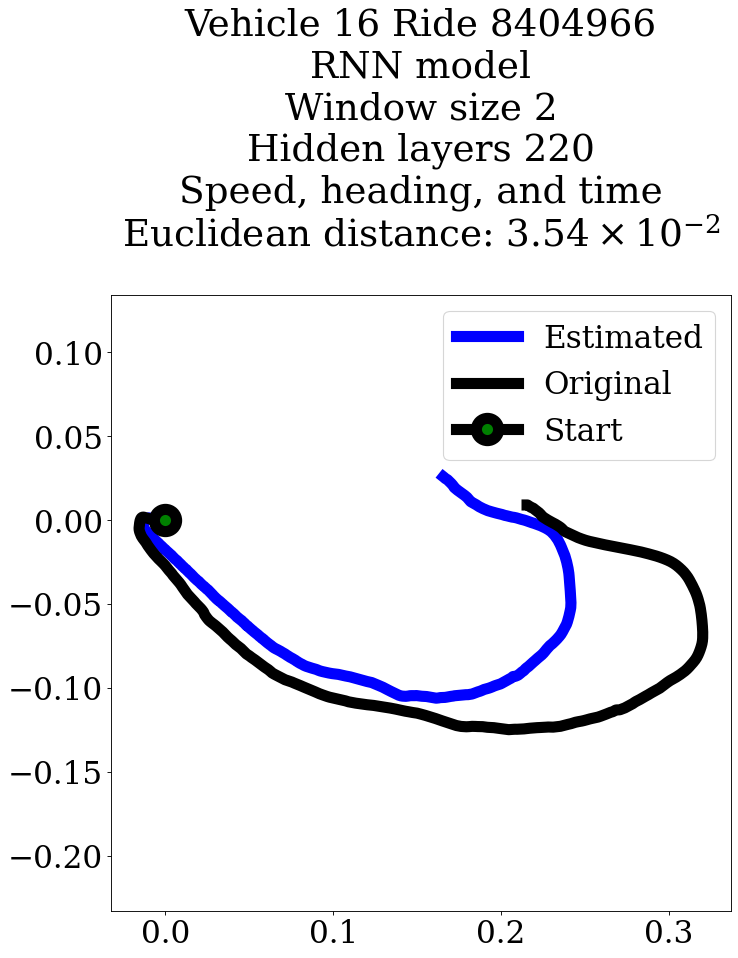 Vehicle 16 Ride 8404966
RNN model
Window size 2
Hidden layers 220
Speed, heading, and time
Euclidean distance: 3.54 × 10⁻²
Estimated
Original
Start
0.10
0.05
0.00
−0.05
−0.10
−0.15
−0.20
0.0 0.1 0.2 0.3